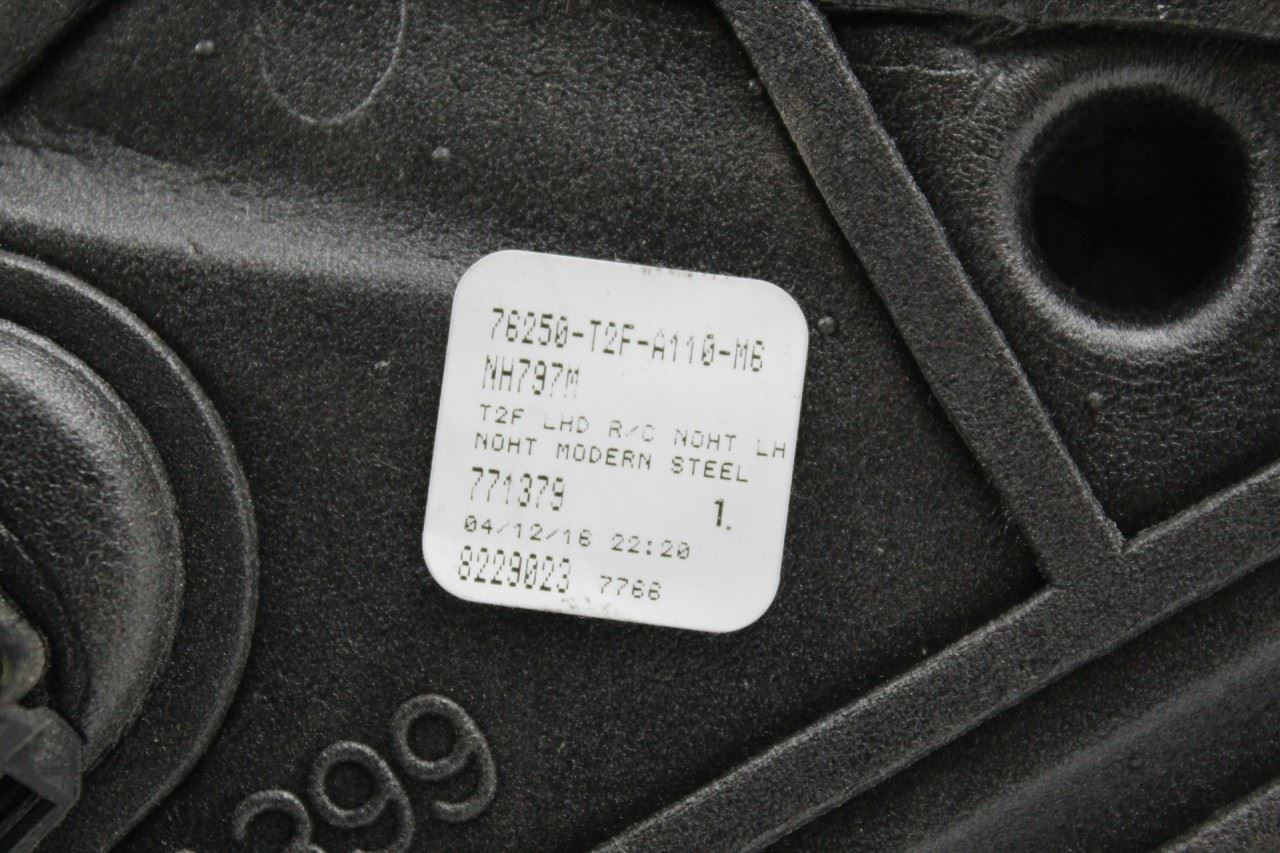 76250-T2F-A110-M6
NH797M
T2F LHD R/C NOHT LH
NOHT MODERN STEEL
771379 1.
04/12/16 22:20
8229023 7766
399